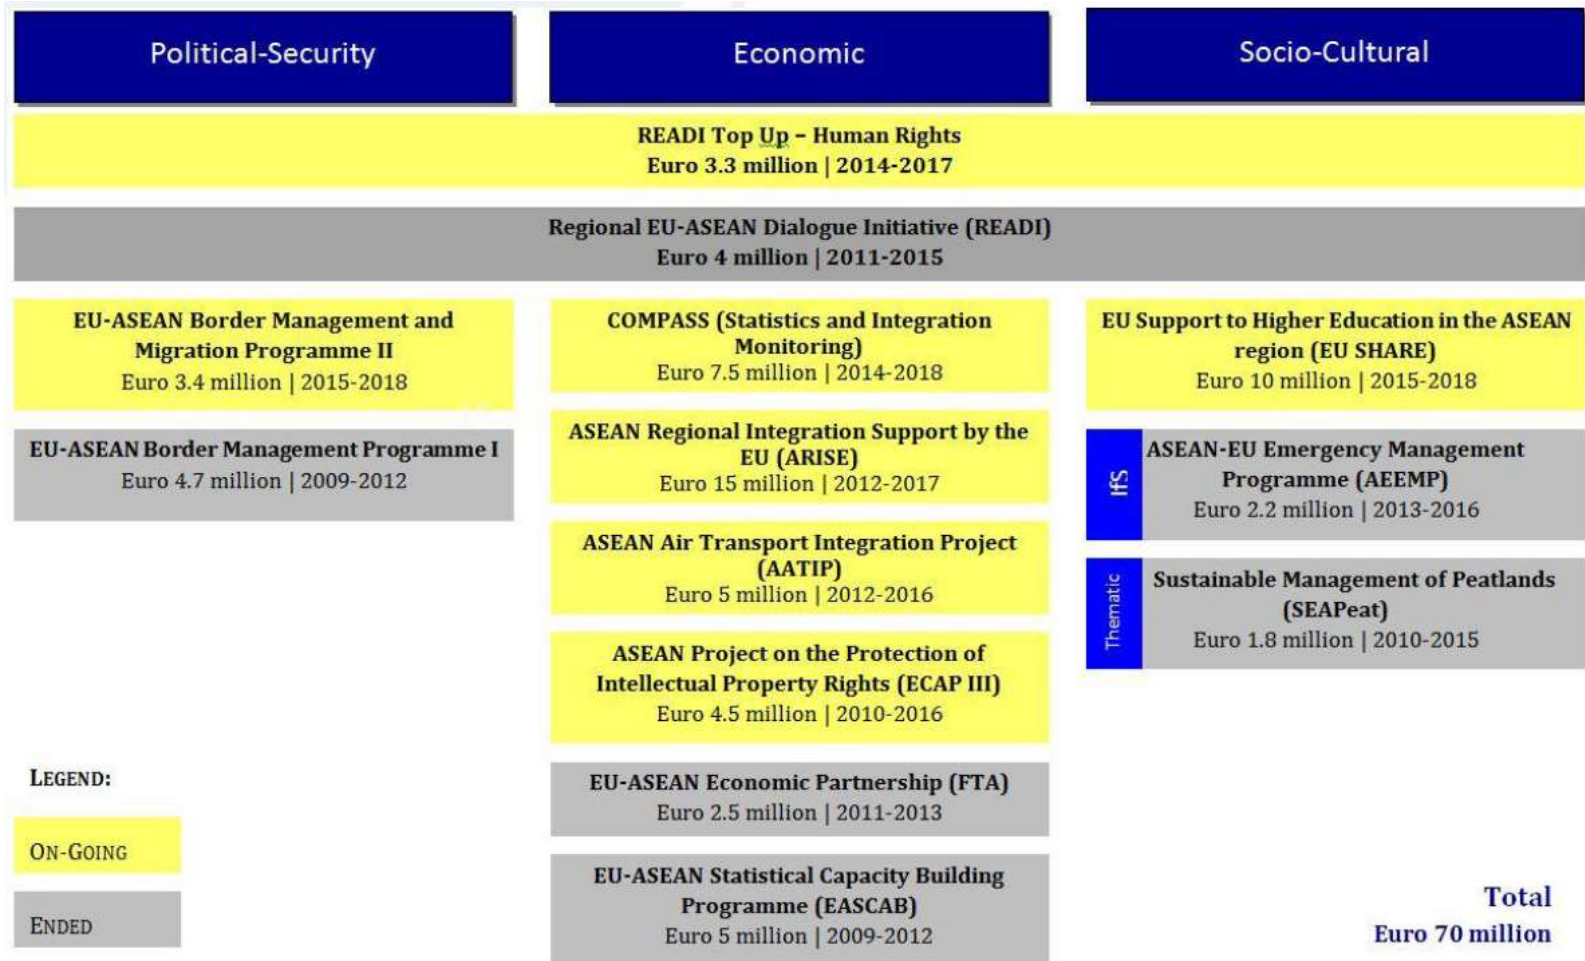 Political-Security
Economic
Socio-Cultural
READI Top Up – Human Rights
Euro 3.3 million | 2014-2017
Regional EU-ASEAN Dialogue Initiative (READI)
Euro 4 million | 2011-2015
EU-ASEAN Border Management and
Migration Programme II
Euro 3.4 million | 2015-2018
EU-ASEAN Border Management Programme I
Euro 4.7 million | 2009-2012
COMPASS (Statistics and Integration
Monitoring)
Euro 7.5 million | 2014-2018
ASEAN Regional Integration Support by the
EU (ARISE)
Euro 15 million | 2012-2017
ASEAN Air Transport Integration Project
(AATIP)
Euro 5 million | 2012-2016
ASEAN Project on the Protection of
Intellectual Property Rights (ECAP III)
Euro 4.5 million | 2010-2016
EU-ASEAN Economic Partnership (FTA)
Euro 2.5 million | 2011-2013
EU-ASEAN Statistical Capacity Building
Programme (EASCAB)
Euro 5 million | 2009-2012
EU Support to Higher Education in the ASEAN
region (EU SHARE)
Euro 10 million | 2015-2018
IfS
ASEAN-EU Emergency Management
Programme (AEEMP)
Euro 2.2 million | 2013-2016
Thematic
Sustainable Management of Peatlands
(SEAPeat)
Euro 1.8 million | 2010-2015
LEGEND:
ON-GOING
ENDED
Total
Euro 70 million